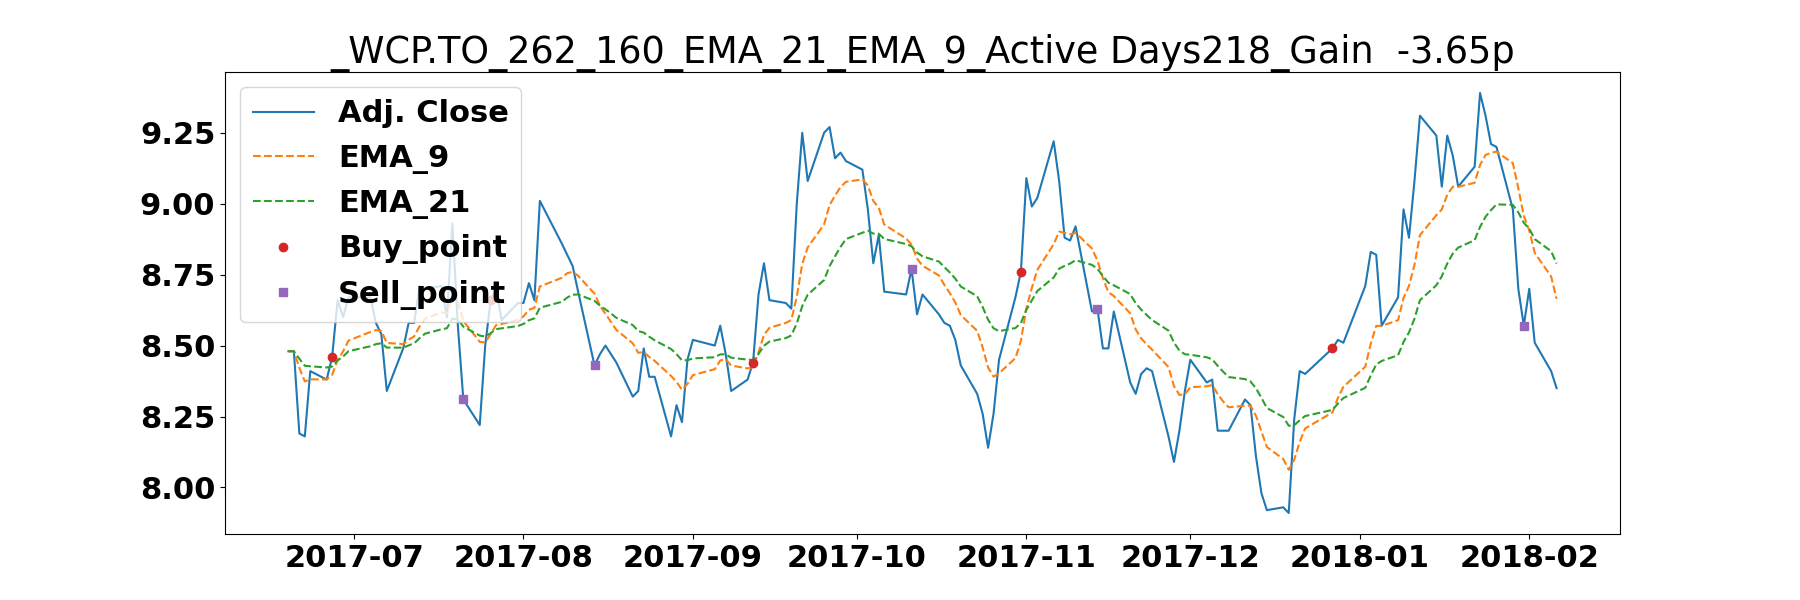 _WCP.TO_262_160_EMA_21_EMA_9_Active Days218_Gain  -3.65p
Adj. Close
EMA_9
EMA_21
Buy_point
Sell_point
9.25
9.00
8.75
8.50
8.25
8.00
2017-07 2017-08 2017-09 2017-10 2017-11 2017-12 2018-01 2018-02